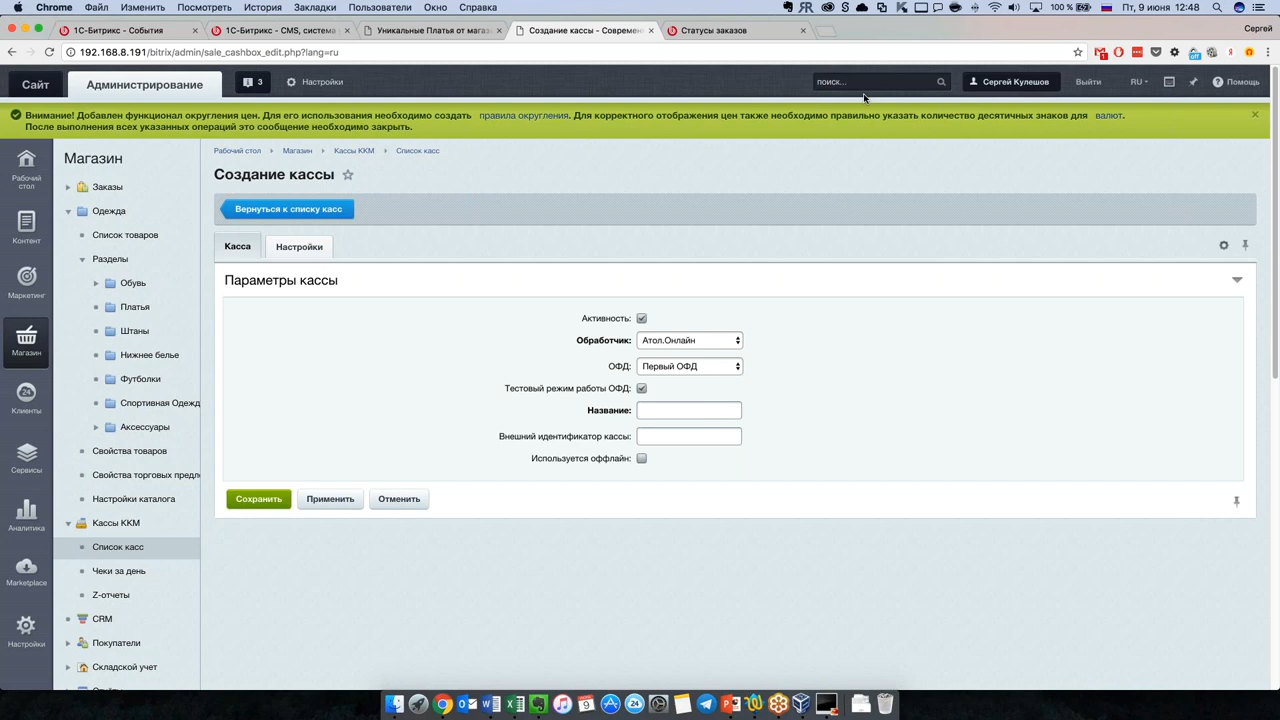 Chrome Файл Изменить Посмотреть История Закладки Пользователи Окно Справка 100 % Пт, 9 июня 12:48
1С-Битрикс - События 1С-Битрикс - CMS, система Уникальные Платья от мага Создание кассы - Соврeмен Статусы заказов Сергей
192.168.8.191/bitrix/admin/sale_cashbox_edit.php?lang=ru
Сайт Администрирование 3 Настройки поиск... Сергей Кулешов Выйти RU Помощь
Внимание! Добавлен функционал округления цен. Для его использования необходимо создать правила округления. Для корректного отображения цен также необходимо правильно указать количество десятичных знаков для валют.
После выполнения всех указанных операций это сообщение необходимо закрыть.
Рабочий стол
Контент
Маркетинг
Магазин
24
Клиенты
Сервисы
Аналитика
Marketplace
Настройки
Магазин
Заказы
Одежда
Список товаров
Разделы
Обувь
Платья
Штаны
Нижнее белье
Футболки
Спортивная Одежд
Аксессуары
Свойства товаров
Свойства торговых предл
Настройки каталога
Кассы ККМ
Список касс
Чеки за день
Z-отчеты
CRM
Покупатели
Складской учет
Рабочий стол Магазин Кассы ККМ Список касс
Создание кассы
Вернуться к списку касс
Касса Настройки
Параметры кассы
Активность:
Обработчик: Атол.Онлайн
ОФД: Первый ОФД
Тестовый режим работы ОФД:
Название:
Внешний идентификатор кассы:
Используется оффлайн:
Сохранить Применить Отменить